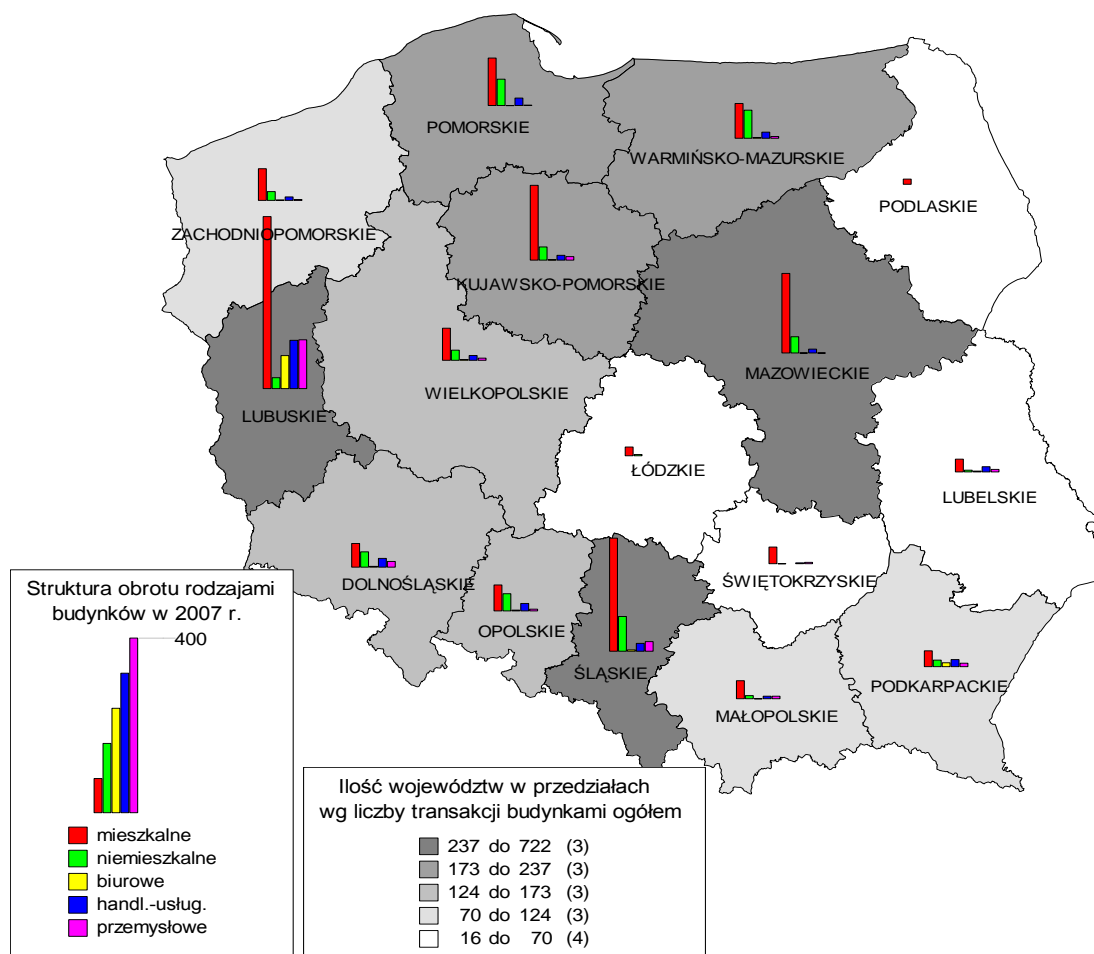 POMORSKIE
WARMIŃSKO-MAZURSKIE
PODLASKIE
ZACHODNIOPOMORSKIE
KUJAWSKO-POMORSKIE
MAZOWIECKIE
WIELKOPOLSKIE
LUBUSKIE
ŁÓDZKIE
LUBELSKIE
DOLNOŚLĄSKIE
ŚWIĘTOKRZYSKIE
OPOLSKIE
ŚLĄSKIE
PODKARPACKIE
MAŁOPOLSKIE
Struktura obrotu rodzajami
budynków w 2007 r.
400
mieszkalne
niemieszkalne
biurowe
handl.-usług.
przemysłowe
Ilość województw w przedziałach
wg liczby transakcji budynkami ogółem
237 do 722 (3)
173 do 237 (3)
124 do 173 (3)
70 do 124 (3)
16 do 70 (4)